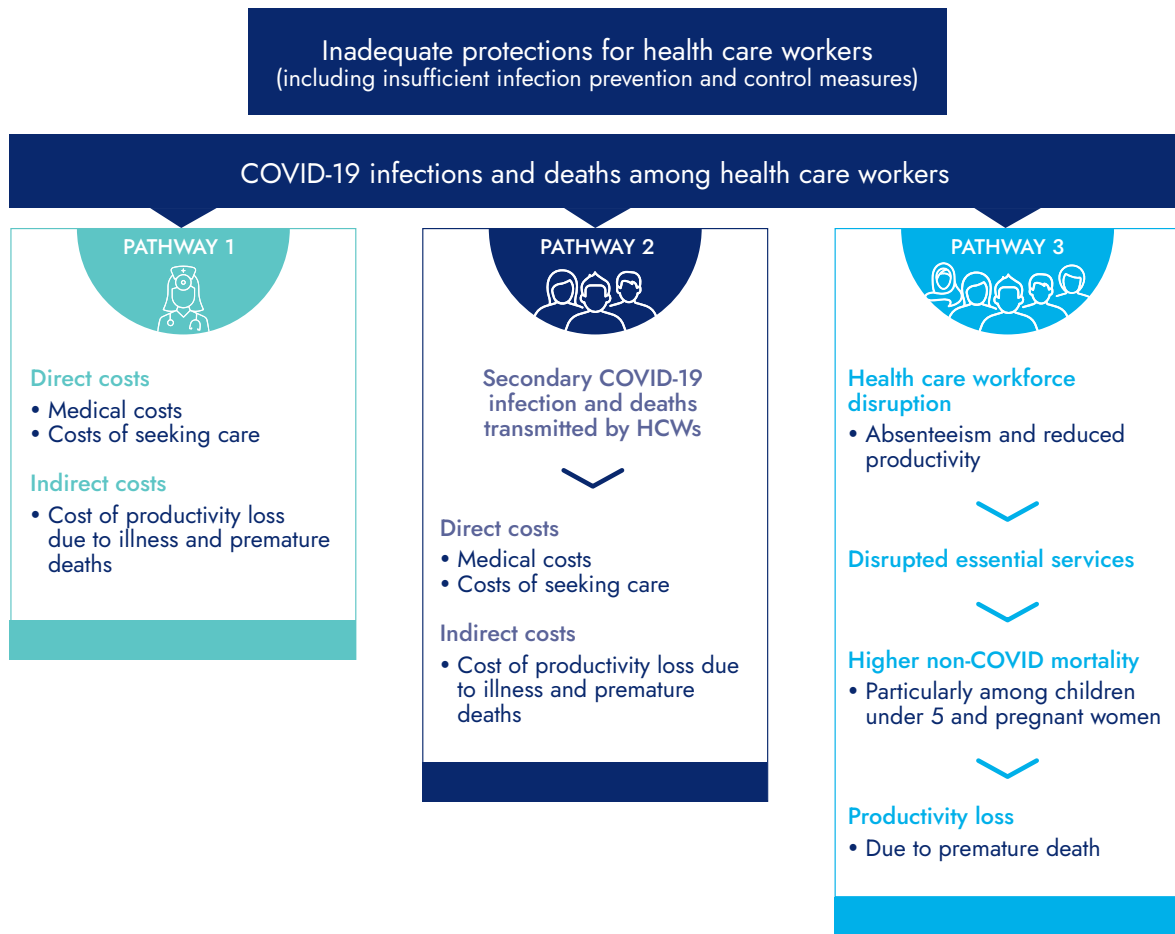 Inadequate protections for health care workers
(including insufficient infection prevention and control measures)
COVID-19 infections and deaths among health care workers
PATHWAY 1
Direct costs
• Medical costs
• Costs of seeking care
Indirect costs
• Cost of productivity loss
due to illness and premature
deaths
PATHWAY 2
Secondary COVID-19
infection and deaths
transmitted by HCWs
Direct costs
• Medical costs
• Costs of seeking care
Indirect costs
• Cost of productivity loss due
to illness and premature
deaths
PATHWAY 3
Health care workforce
disruption
• Absenteeism and reduced
productivity
Disrupted essential services
Higher non-COVID mortality
• Particularly among children
under 5 and pregnant women
Productivity loss
• Due to premature death